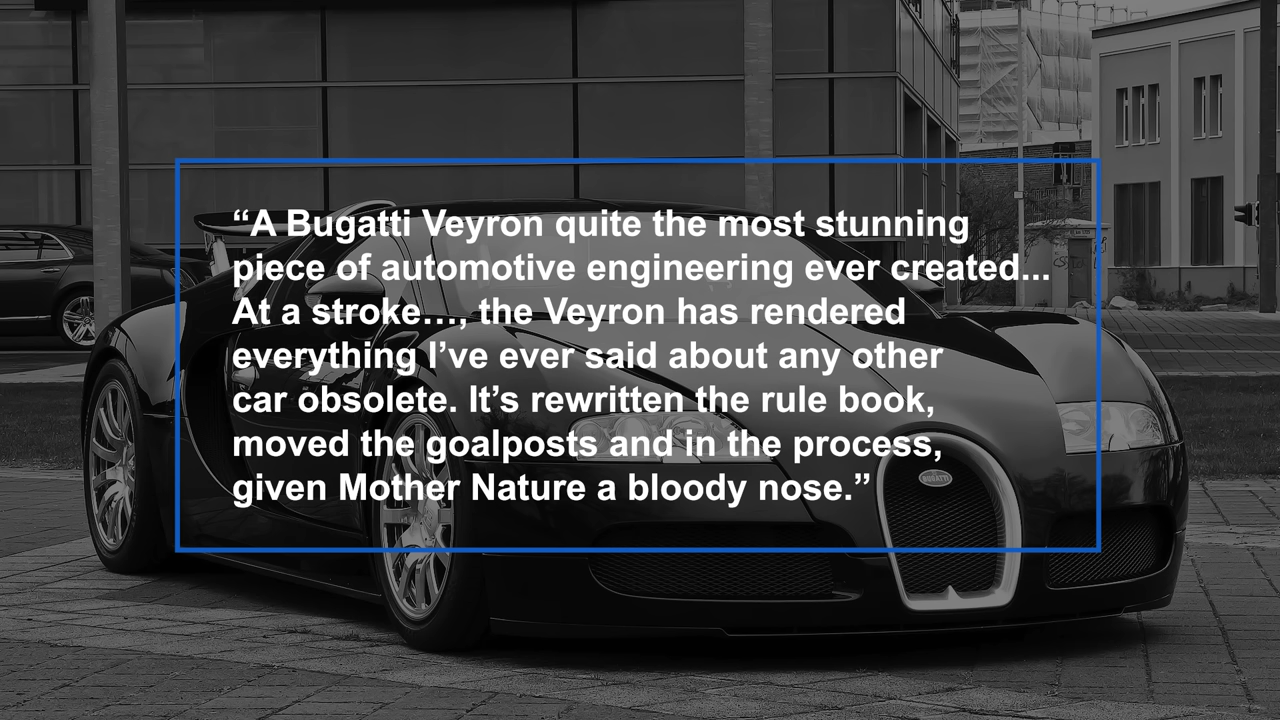 “A Bugatti Veyron quite the most stunning
piece of automotive engineering ever created...
At a stroke…, the Veyron has rendered
everything I’ve ever said about any other
car obsolete. It’s rewritten the rule book,
moved the goalposts and in the process,
given Mother Nature a bloody nose.”
BUGATTI